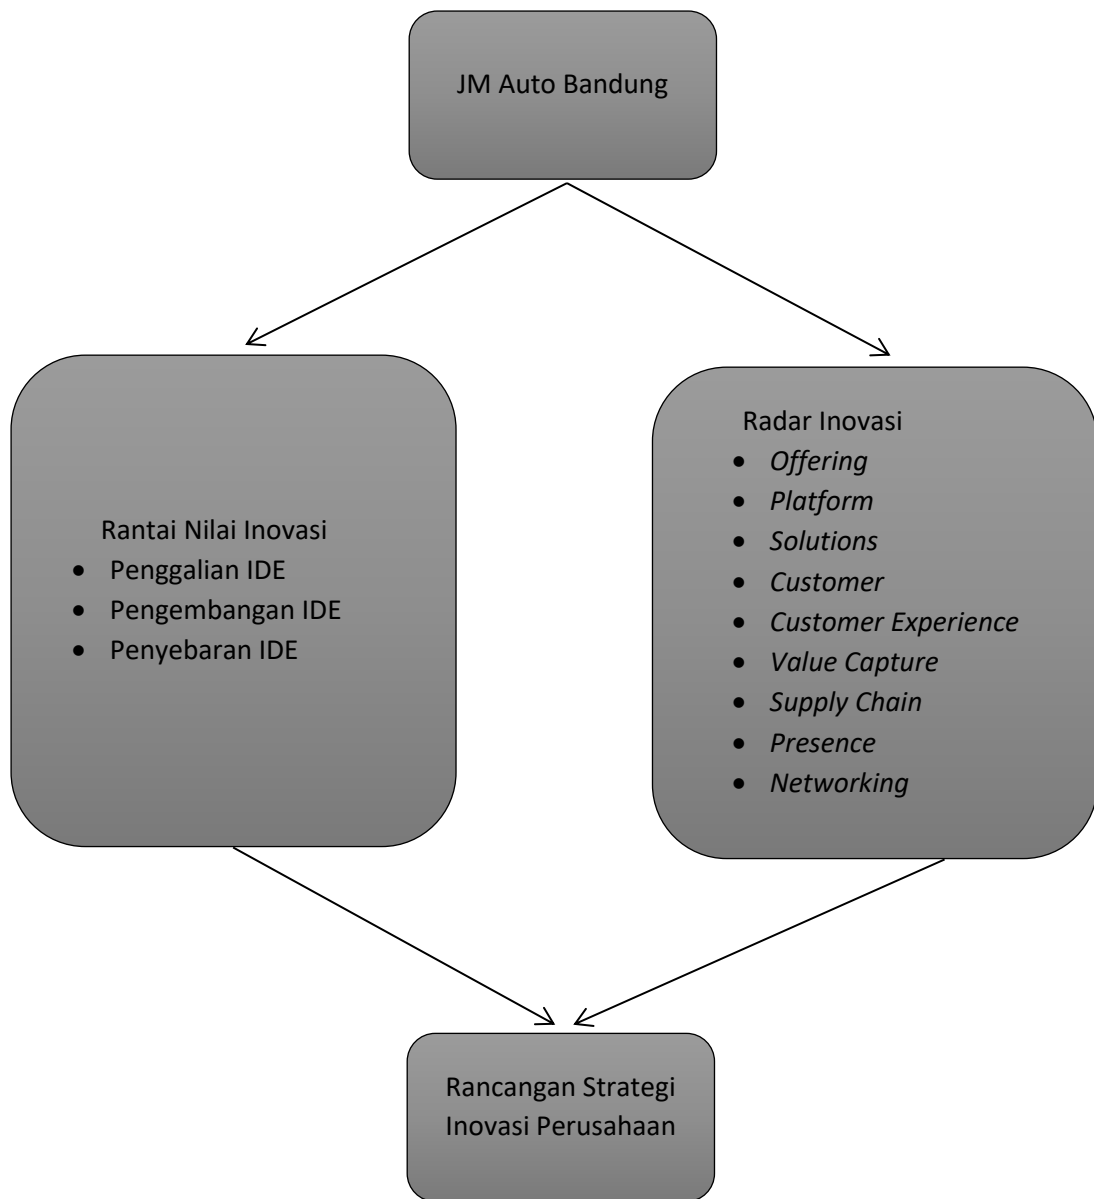 JM Auto Bandung
Rantai Nilai Inovasi
• Penggalian IDE
• Pengembangan IDE
• Penyebaran IDE
Radar Inovasi
• Offering
• Platform
• Solutions
• Customer
• Customer Experience
• Value Capture
• Supply Chain
• Presence
• Networking
Rancangan Strategi
Inovasi Perusahaan